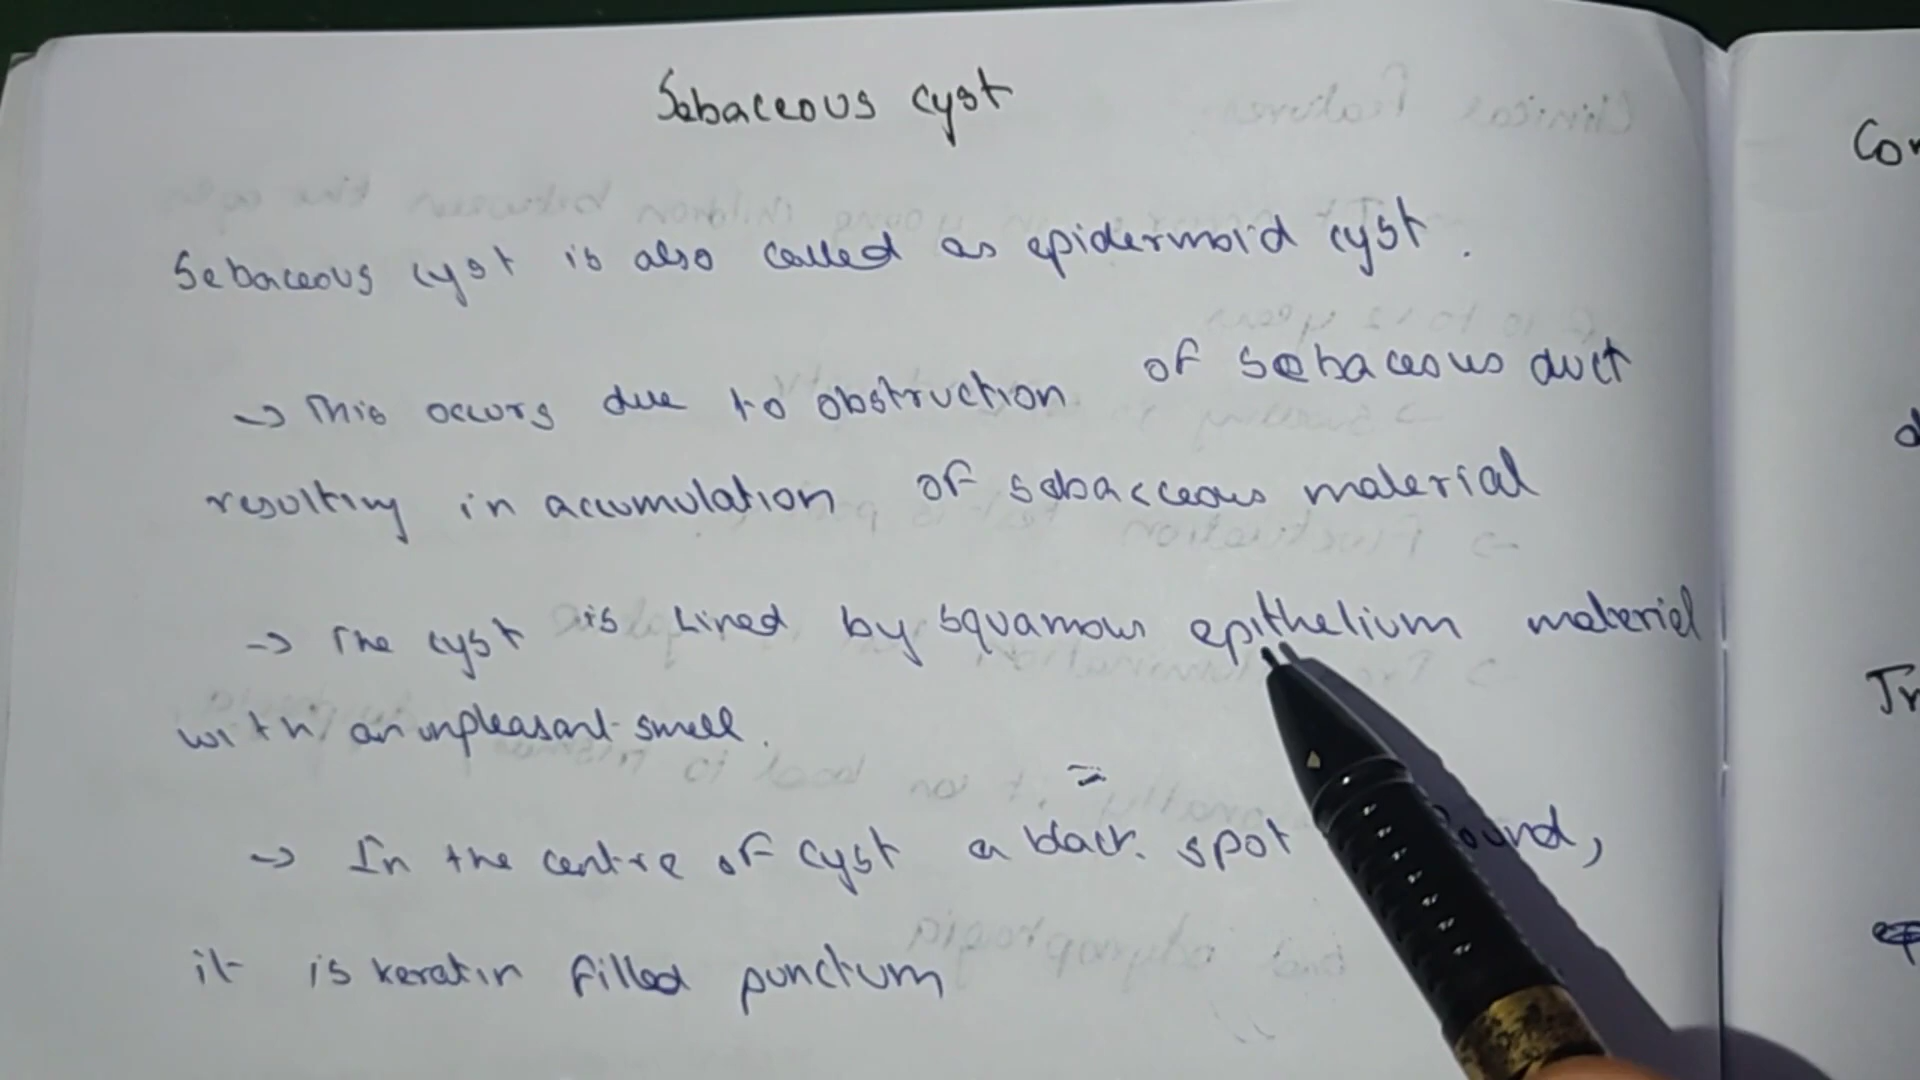 Sebaceous cyst
Sebaceous cyst is also called as epidermoid cyst.
→ This occurs due to obstruction of sebaceous duct
resulting in accumulation of sebacceous material
→ The cyst is Lined by squamous epithelium material
with an unpleasant smell.
→ In the centre of cyst a black spot
it is keratin filled punctum